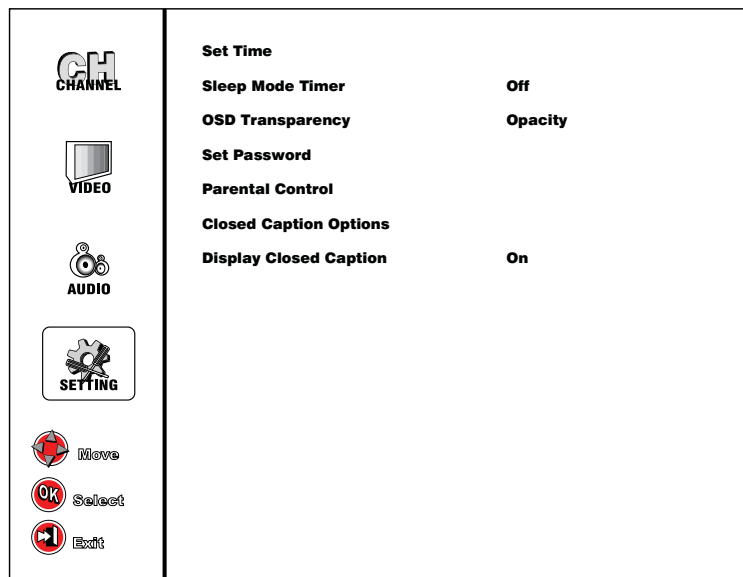 CH
CHANNEL
VIDEO
AUDIO
SETTING
Move
OK Select
Exit
Set Time
Sleep Mode Timer Off
OSD Transparency Opacity
Set Password
Parental Control
Closed Caption Options
Display Closed Caption On